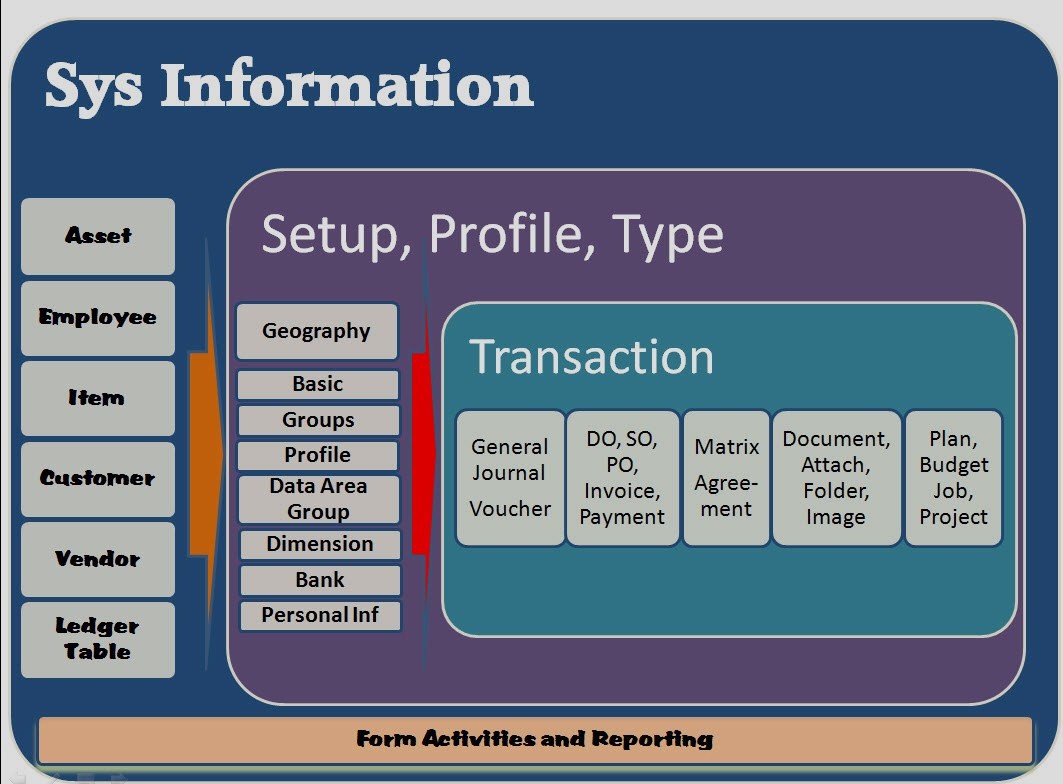 Sys Information
Asset
Employee
Item
Customer
Vendor
Ledger
Table
Setup, Profile, Type
Geography
Basic
Groups
Profile
Data Area
Group
Dimension
Bank
Personal Inf
Transaction
General
Journal
Voucher
DO, SO,
PO,
Invoice,
Payment
Matrix
Agree-
ment
Document,
Attach,
Folder,
Image
Plan,
Budget
Job,
Project
Form Activities and Reporting